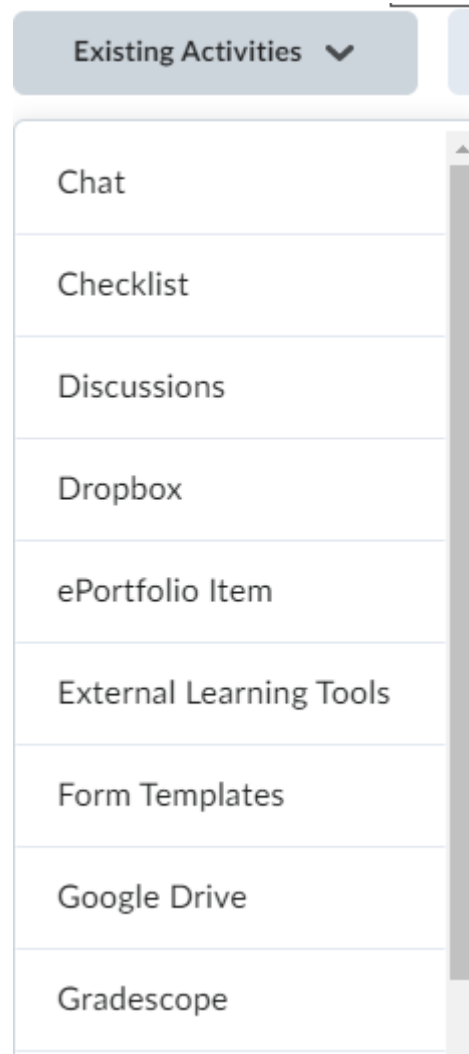 Existing Activities
Chat
Checklist
Discussions
Dropbox
ePortfolio Item
External Learning Tools
Form Templates
Google Drive
Gradescope